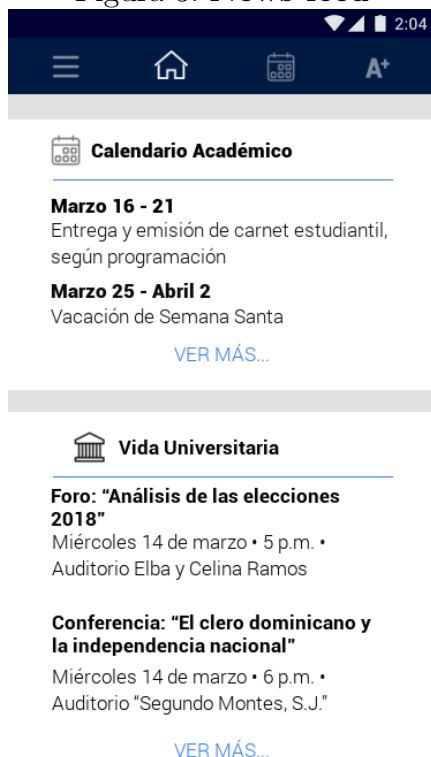 Figura 6: News feed
2:04
A+
Calendario Académico
Marzo 16 - 21
Entrega y emisión de carnet estudiantil,
según programación
Marzo 25 - Abril 2
Vacación de Semana Santa
VER MÁS...
Vida Universitaria
Foro: “Análisis de las elecciones
2018”
Miércoles 14 de marzo • 5 p.m. •
Auditorio Elba y Celina Ramos
Conferencia: “El clero dominicano y
la independencia nacional”
Miércoles 14 de marzo • 6 p.m. •
Auditorio “Segundo Montes, S.J.”
VER MÁS...